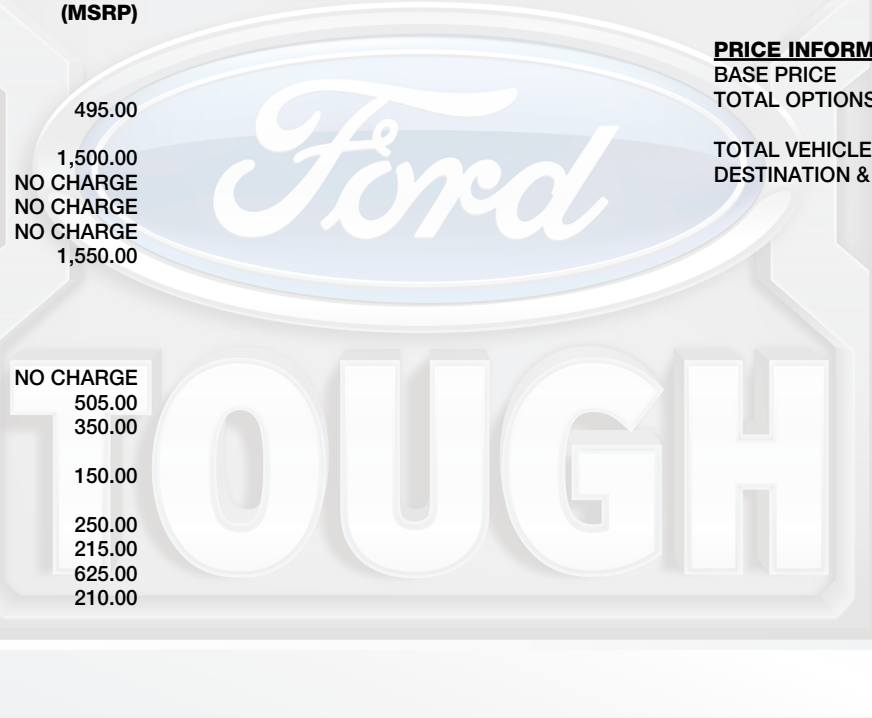 (MSRP)
495.00
1,500.00
NO CHARGE
NO CHARGE
NO CHARGE
1,550.00
NO CHARGE
505.00
350.00
150.00
250.00
215.00
625.00
210.00
PRICE INFORM
BASE PRICE
TOTAL OPTIONS
TOTAL VEHICLE
DESTINATION &
Ford
TOUGH